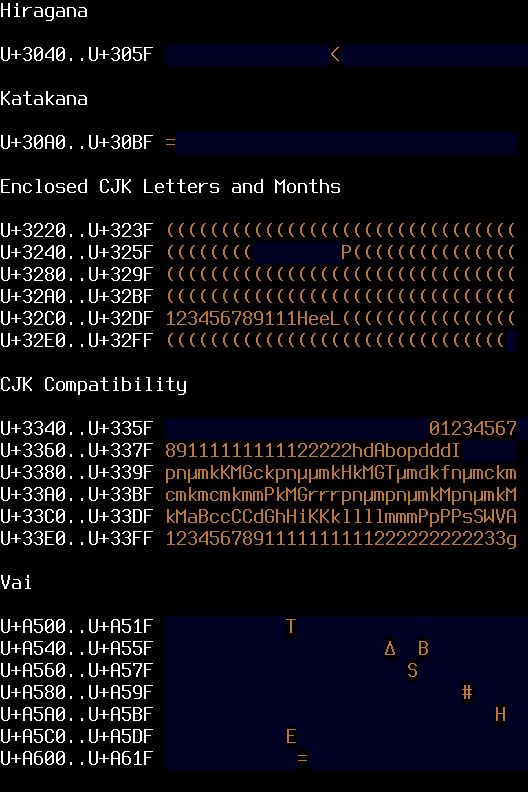 Hiragana
U+3040..U+305F <
Katakana
U+30A0..U+30BF =
Enclosed CJK Letters and Months
U+3220..U+323F ((((((((((((((((((((((((((((((((
U+3240..U+325F ((((((((        P(((((((((((((((
U+3280..U+329F ((((((((((((((((((((((((((((((((
U+32A0..U+32BF ((((((((((((((((((((((((((((((((
U+32C0..U+32DF 123456789111HeeL((((((((((((((((
U+32E0..U+32FF (((((((((((((((((((((((((((((((
CJK Compatibility
U+3340..U+335F 01234567
U+3360..U+337F 89111111111122222hdAbopdddI
U+3380..U+339F pnµmkKMGckpnµµmkHkMGTµmdkfnµmckm
U+33A0..U+33BF cmkmcmkmmPkMGrrrpnµmpnµmkMpnµmkM
U+33C0..U+33DF kMaBccCCdGhHiKKkllllmmmPpPPsSWVA
U+33E0..U+33FF 1234567891111111111222222222233g
Vai
U+A500..U+A51F T
U+A540..U+A55F Δ B
U+A560..U+A57F S
U+A580..U+A59F #
U+A5A0..U+A5BF H
U+A5C0..U+A5DF E
U+A600..U+A61F =